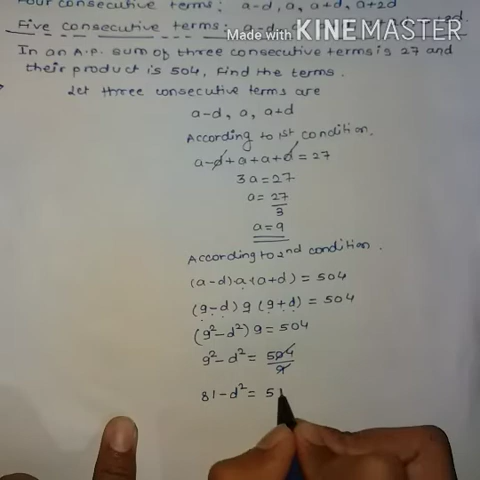 Four consecutive terms: a-d, a, a+d, a+2d
Five consecutive terms: a-d
Made with KINEMASTER
In an A.P. sum of three consecutive terms is 27 and
their product is 504, find the terms.
Let three consecutive terms are
a-d, a, a+d
According to 1st condition.
a-d+a+a+d=27
3a=27
a=27/3
a=9
According to 2nd condition.
(a-d)·a·(a+d)=504
(9-d) 9 (9+d) = 504
(9²-d²) 9 = 504
9²-d² = 504/9
81-d² = 5